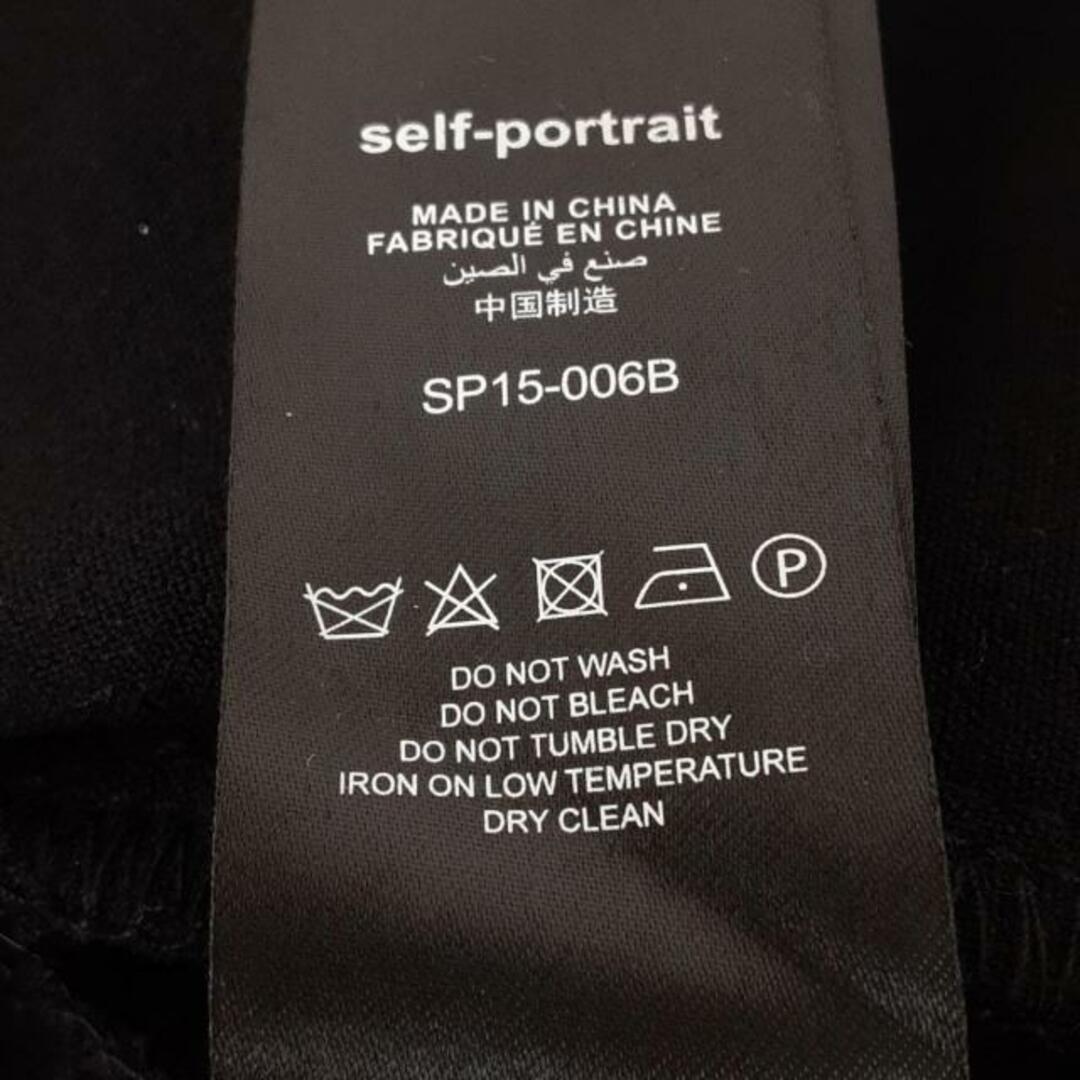 self-portrait
MADE IN CHINA
FABRIQUÉ EN CHINE
صنع في الصين
中国制造
SP15-006B
P
DO NOT WASH
DO NOT BLEACH
DO NOT TUMBLE DRY
IRON ON LOW TEMPERATURE
DRY CLEAN